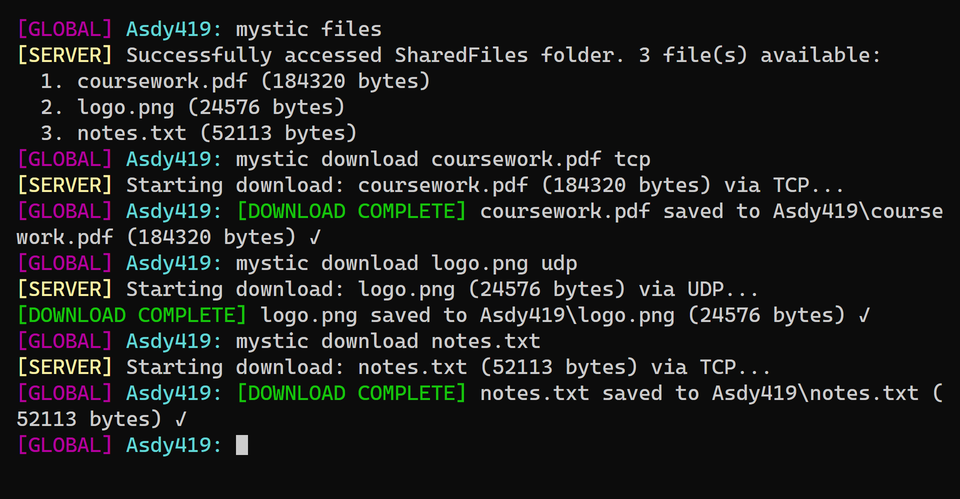 [GLOBAL] Asdy419: mystic files
[SERVER] Successfully accessed SharedFiles folder. 3 file(s) available:
  1. coursework.pdf (184320 bytes)
  2. logo.png (24576 bytes)
  3. notes.txt (52113 bytes)
[GLOBAL] Asdy419: mystic download coursework.pdf tcp
[SERVER] Starting download: coursework.pdf (184320 bytes) via TCP...
[GLOBAL] Asdy419: [DOWNLOAD COMPLETE] coursework.pdf saved to Asdy419\course
work.pdf (184320 bytes) ✓
[GLOBAL] Asdy419: mystic download logo.png udp
[SERVER] Starting download: logo.png (24576 bytes) via UDP...
[DOWNLOAD COMPLETE] logo.png saved to Asdy419\logo.png (24576 bytes) ✓
[GLOBAL] Asdy419: mystic download notes.txt
[SERVER] Starting download: notes.txt (52113 bytes) via TCP...
[GLOBAL] Asdy419: [DOWNLOAD COMPLETE] notes.txt saved to Asdy419\notes.txt (
52113 bytes) ✓
[GLOBAL] Asdy419: